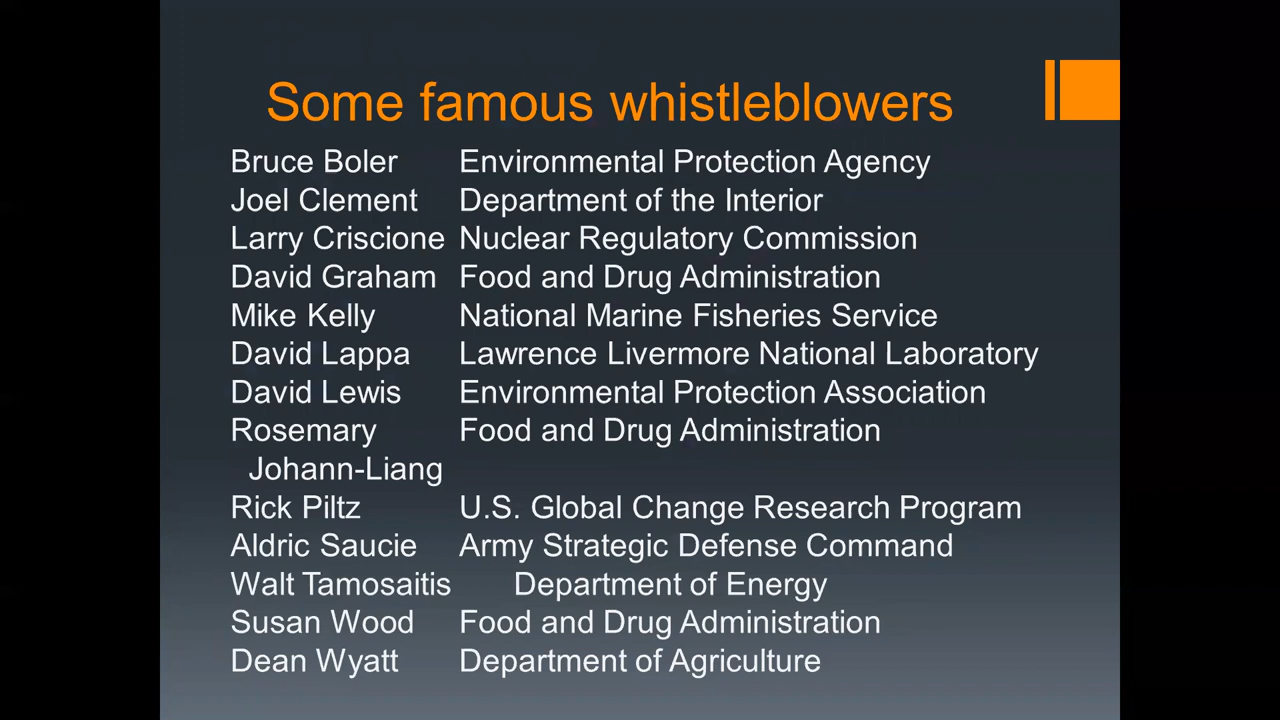 Some famous whistleblowers
Bruce Boler Environmental Protection Agency
Joel Clement Department of the Interior
Larry Criscione Nuclear Regulatory Commission
David Graham Food and Drug Administration
Mike Kelly National Marine Fisheries Service
David Lappa Lawrence Livermore National Laboratory
David Lewis Environmental Protection Association
Rosemary Food and Drug Administration
Johann-Liang
Rick Piltz U.S. Global Change Research Program
Aldric Saucie Army Strategic Defense Command
Walt Tamosaitis Department of Energy
Susan Wood Food and Drug Administration
Dean Wyatt Department of Agriculture